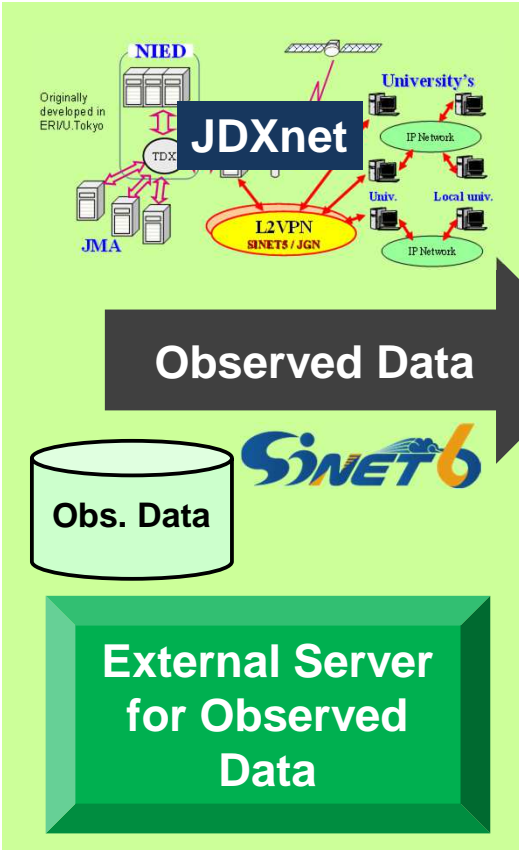 NIED
Originally
developed in
ERI/U.Tokyo
University's
JDXnet
TDX
IP Network
JMA
L2VPN
SINET5 / JGN
Univ.
Local univ.
IP Network
Observed Data
SINET6
Obs. Data
External Server
for Observed
Data